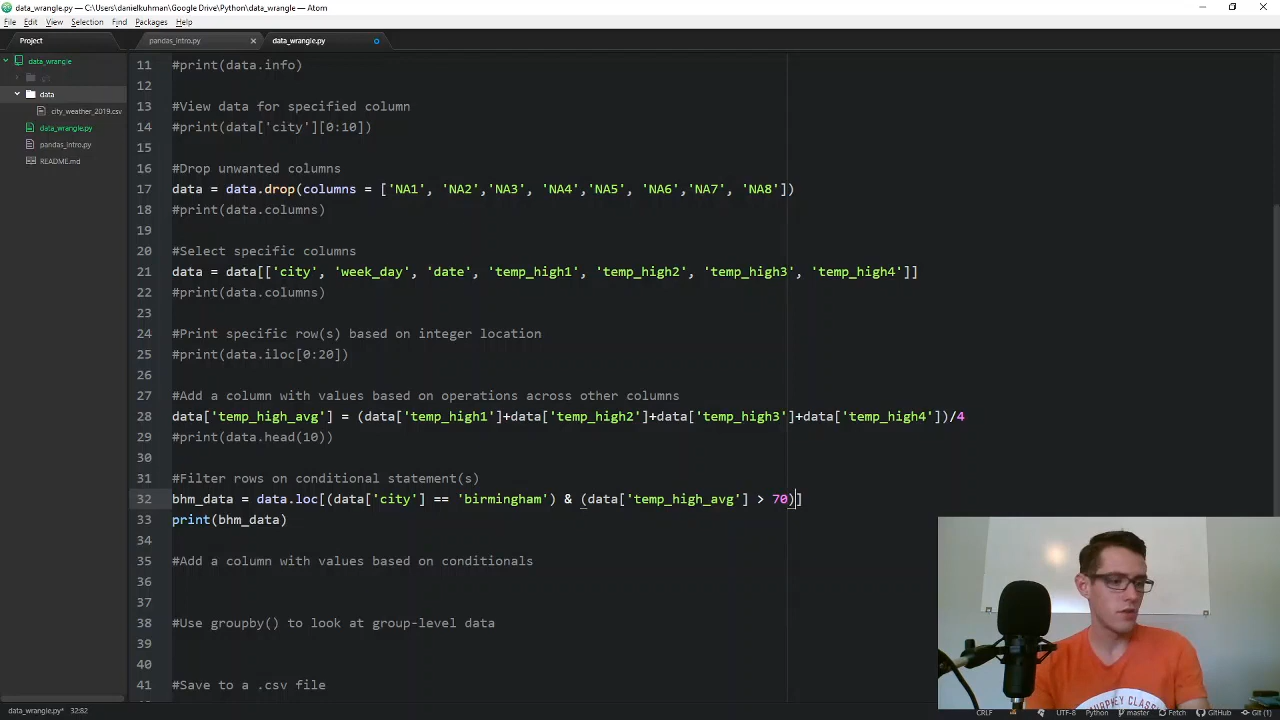 data_wrangle.py — C:\Users\danielkuhman\Google Drive\Python\data_wrangle — Atom
File Edit View Selection Find Packages Help
Project
pandas_intro.py
data_wrangle.py
data_wrangle
data
city_weather_2019.csv
data_wrangle.py
pandas_intro.py
README.md
11 #print(data.info)
12
13 #View data for specified column
14 #print(data['city'][0:10])
15
16 #Drop unwanted columns
17 data = data.drop(columns = ['NA1', 'NA2','NA3', 'NA4','NA5', 'NA6','NA7', 'NA8'])
18 #print(data.columns)
19
20 #Select specific columns
21 data = data[['city', 'week_day', 'date', 'temp_high1', 'temp_high2', 'temp_high3', 'temp_high4']]
22 #print(data.columns)
23
24 #Print specific row(s) based on integer location
25 #print(data.iloc[0:20])
26
27 #Add a column with values based on operations across other columns
28 data['temp_high_avg'] = (data['temp_high1']+data['temp_high2']+data['temp_high3']+data['temp_high4'])/4
29 #print(data.head(10))
30
31 #Filter rows on conditional statement(s)
32 bhm_data = data.loc[(data['city'] == 'birmingham') & (data['temp_high_avg'] > 70)]
33 print(bhm_data)
34
35 #Add a column with values based on conditionals
36
37
38 #Use groupby() to look at group-level data
39
40
41 #Save to a .csv file
data_wrangle.py 32:82
CRLF UTF-8 Python master Fetch GitHub Git (1)